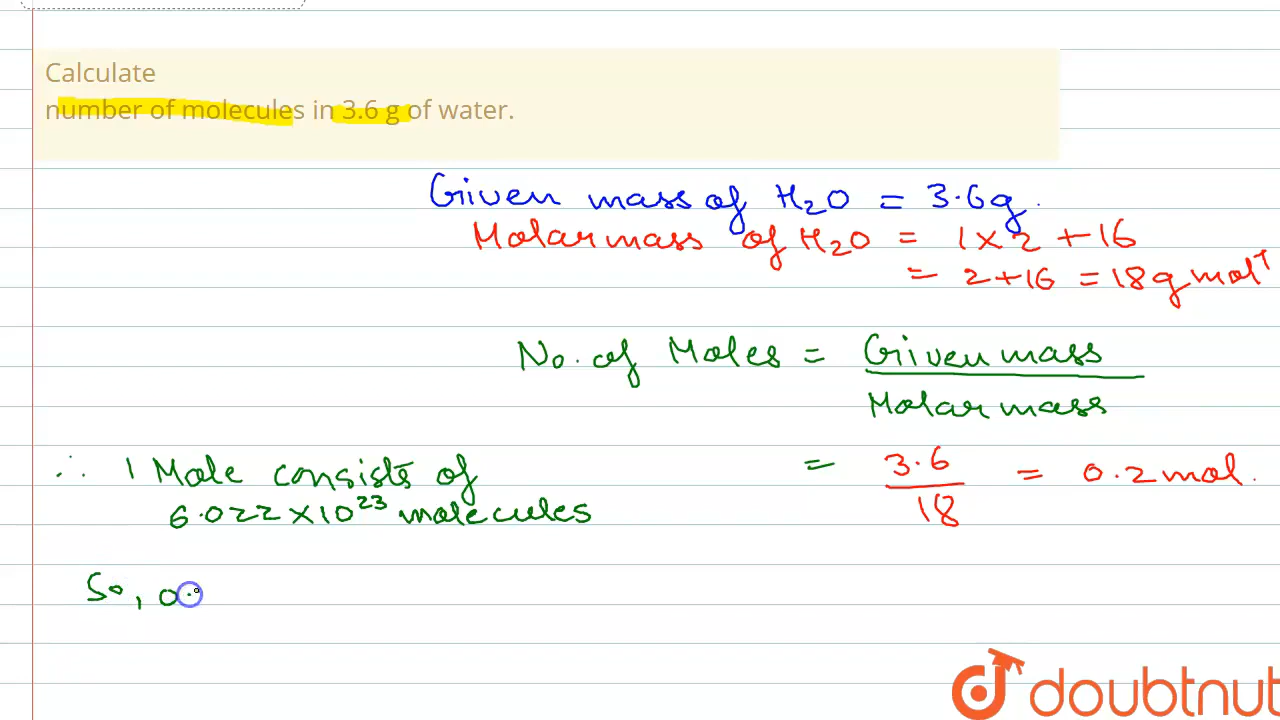 Calculate
number of molecules in 3.6 g of water.
Given mass of H₂O = 3.6g.
Molar mass of H₂O = 1 × 2 + 16
= 2 + 16 = 18 g mol⁻¹
No. of Moles = Given mass
Molar mass
= 3.6
18
= 0.2 mol.
∴ 1 Mole consists of
6.022 × 10²³ molecules
So, 0.
doubtnut